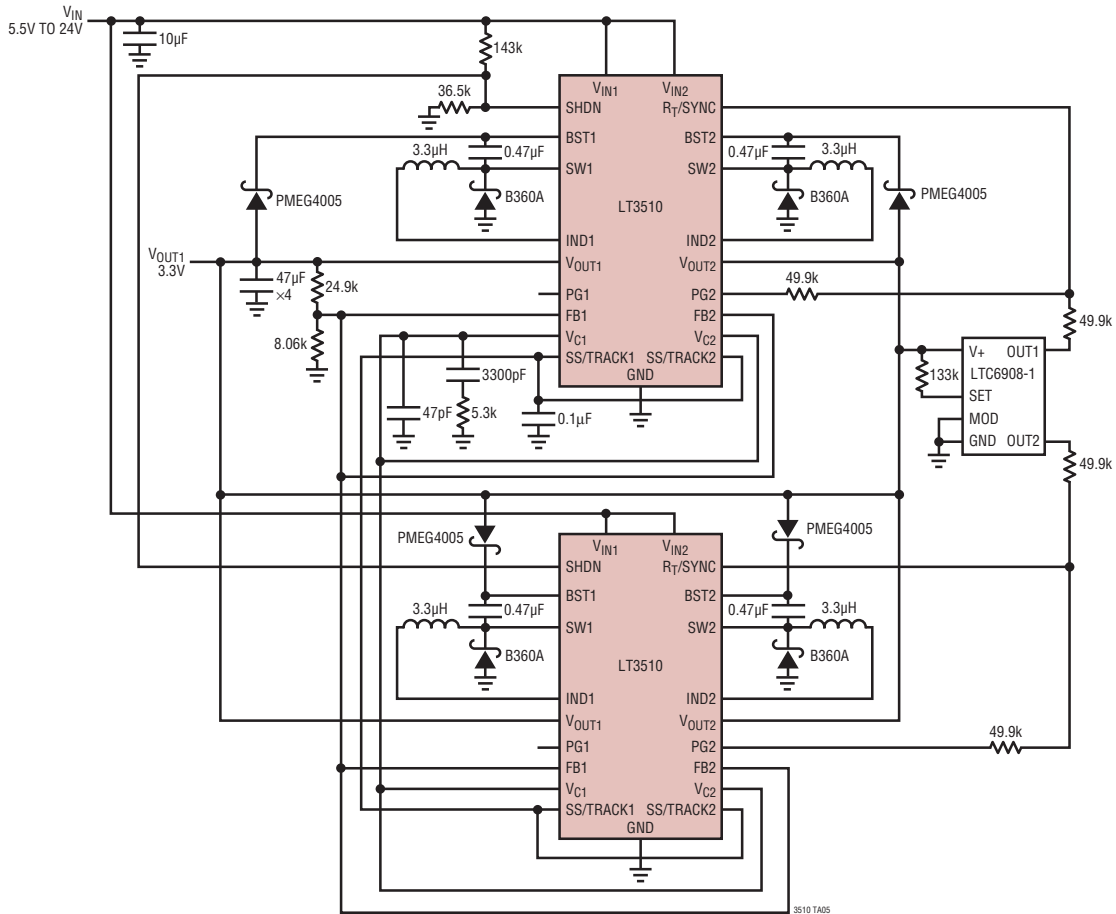 VIN
5.5V TO 24V
10µF
143k
36.5k
VIN1
VIN2
SHDN
RT/SYNC
BST1
BST2
3.3µH
0.47µF
0.47µF
3.3µH
SW1
SW2
PMEG4005
B360A
LT3510
B360A
PMEG4005
IND1
IND2
VOUT1
3.3V
VOUT1
VOUT2
47µF
×4
24.9k
PG1
PG2
49.9k
FB1
FB2
49.9k
8.06k
VC1
VC2
V+
OUT1
SS/TRACK1
SS/TRACK2
133k
LTC6908-1
3300pF
GND
SET
47pF
5.3k
0.1µF
MOD
GND
OUT2
49.9k
PMEG4005
PMEG4005
VIN1
VIN2
SHDN
RT/SYNC
BST1
BST2
3.3µH
0.47µF
0.47µF
3.3µH
SW1
SW2
B360A
LT3510
B360A
IND1
IND2
VOUT1
VOUT2
49.9k
PG1
PG2
FB1
FB2
VC1
VC2
SS/TRACK1
SS/TRACK2
GND
3510 TA05